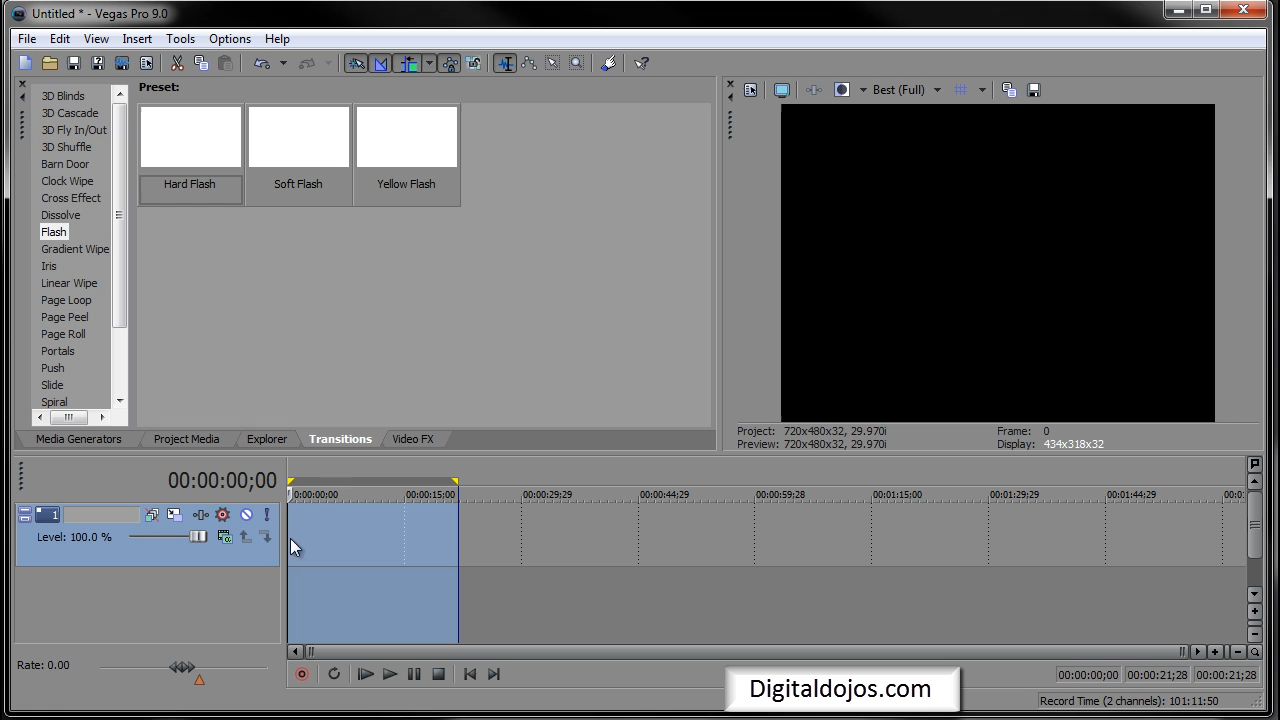 Untitled * - Vegas Pro 9.0
File Edit View Insert Tools Options Help
3D Blinds
3D Cascade
3D Fly In/Out
3D Shuffle
Barn Door
Clock Wipe
Cross Effect
Dissolve
Flash
Gradient Wipe
Iris
Linear Wipe
Page Loop
Page Peel
Page Roll
Portals
Push
Slide
Spiral
Preset:
Hard Flash Soft Flash Yellow Flash
Best (Full)
Project: 720x480x32, 29.970i Frame: 0
Preview: 720x480x32, 29.970i Display: 434x318x32
Media Generators Project Media Explorer Transitions Video FX
00:00:00;00
0:00:00;00 00:00:15;00 00:00:29;29 00:00:44;29 00:00:59;28 00:01:15;00 00:01:29;29 00:01:44;29
1
Level: 100.0 %
Rate: 0.00
00:00:00;00 00:00:21;28 00:00:21;28
Digitaldojos.com
Record Time (2 channels): 101:11:50